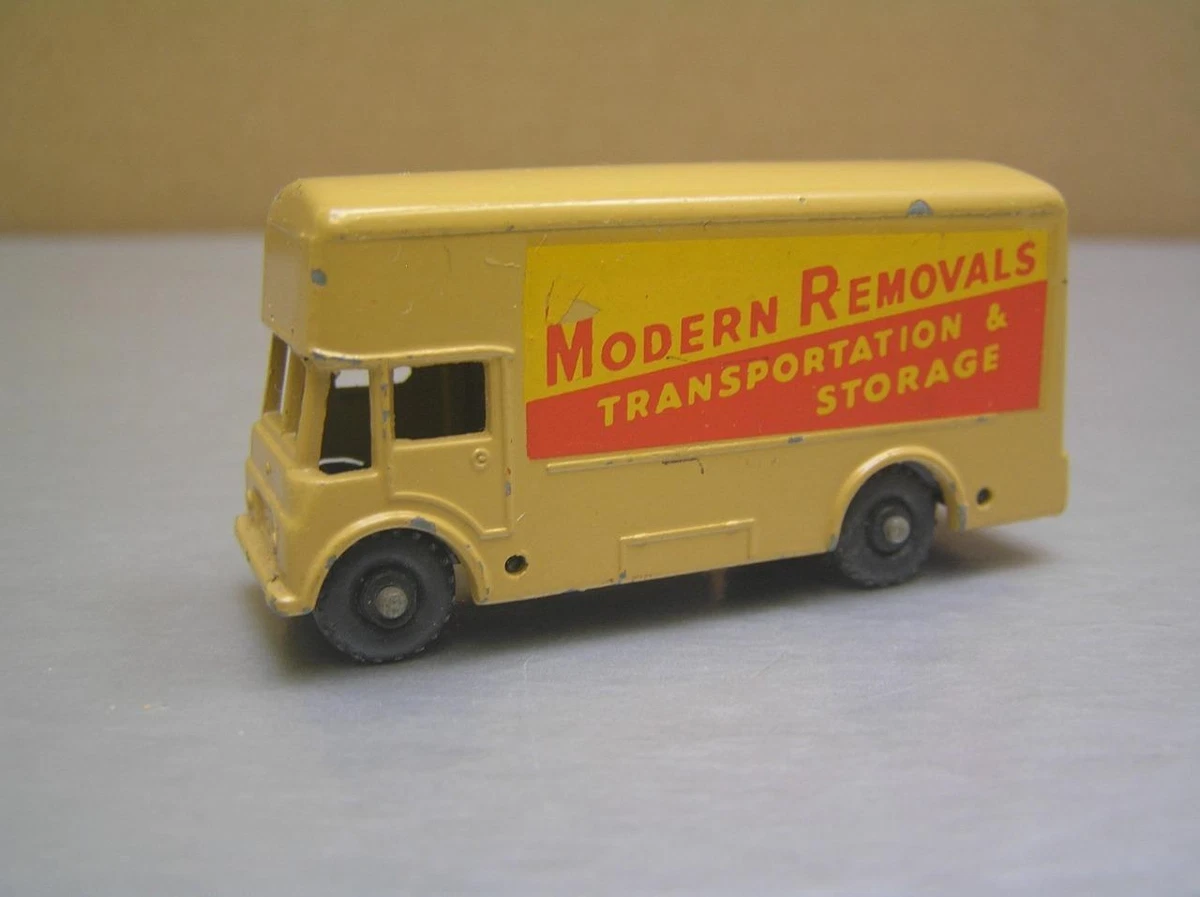 MODERN REMOVALS
TRANSPORTATION &
STORAGE